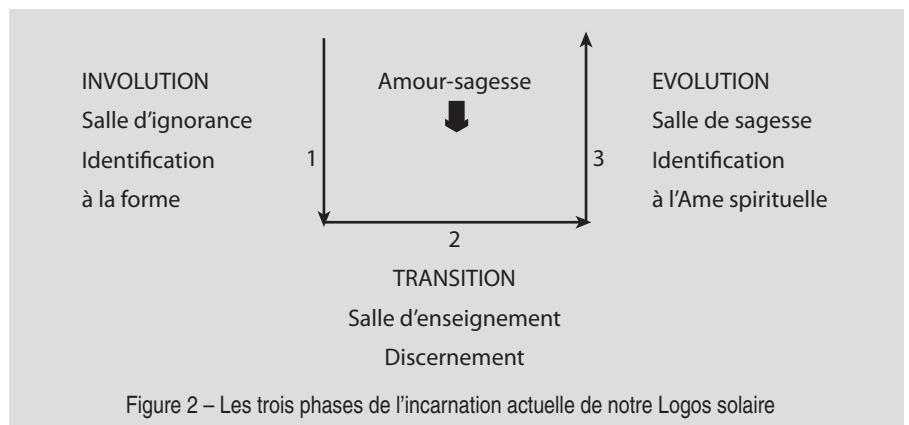 INVOLUTION
Salle d'ignorance
Identification
à la forme
1
Amour-sagesse
3
EVOLUTION
Salle de sagesse
Identification
à l'Ame spirituelle
2
TRANSITION
Salle d'enseignement
Discernement
Figure 2 – Les trois phases de l'incarnation actuelle de notre Logos solaire